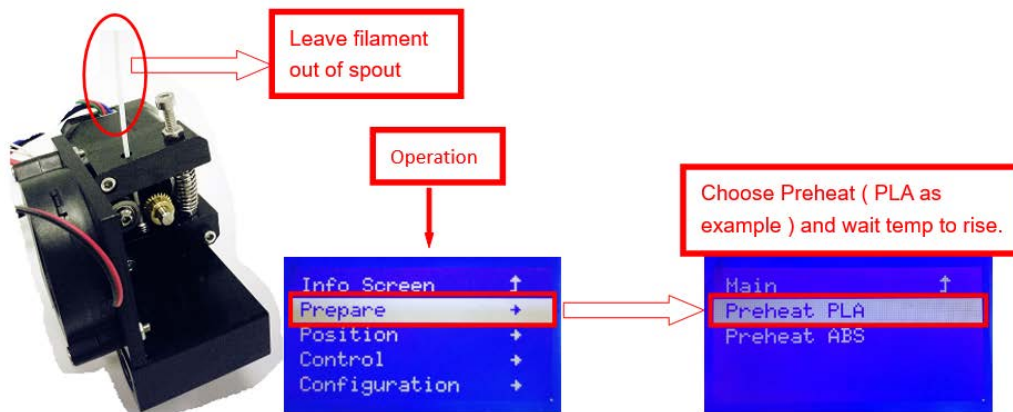 Leave filament
out of spout
Operation
Choose Preheat ( PLA as
example ) and wait temp to rise.
Info Screen ↑
Prepare →
Position →
Control →
Configuration →
Main ↑
Preheat PLA
Preheat ABS